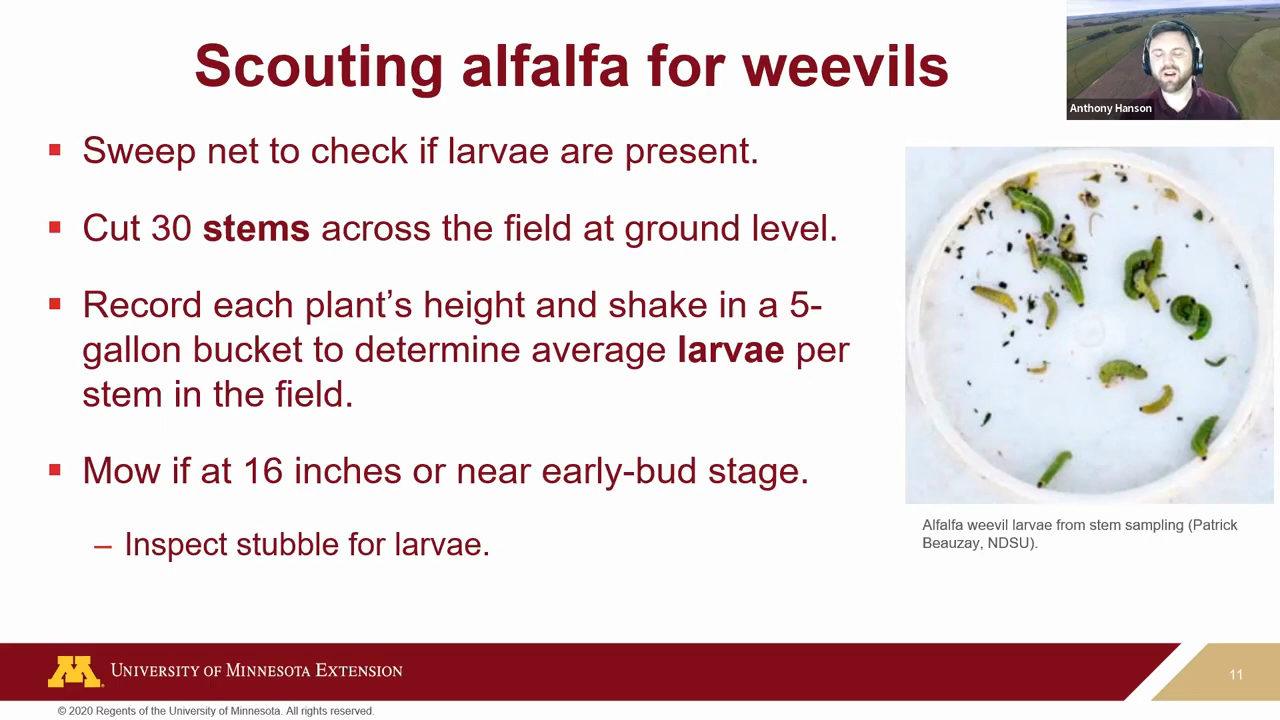 Scouting alfalfa for weevils
Anthony Hanson
▪ Sweep net to check if larvae are present.
▪ Cut 30 stems across the field at ground level.
▪ Record each plant's height and shake in a 5-
gallon bucket to determine average larvae per
stem in the field.
▪ Mow if at 16 inches or near early-bud stage.
– Inspect stubble for larvae.
Alfalfa weevil larvae from stem sampling (Patrick
Beauzay, NDSU).
M
UNIVERSITY OF MINNESOTA EXTENSION
11
© 2020 Regents of the University of Minnesota. All rights reserved.